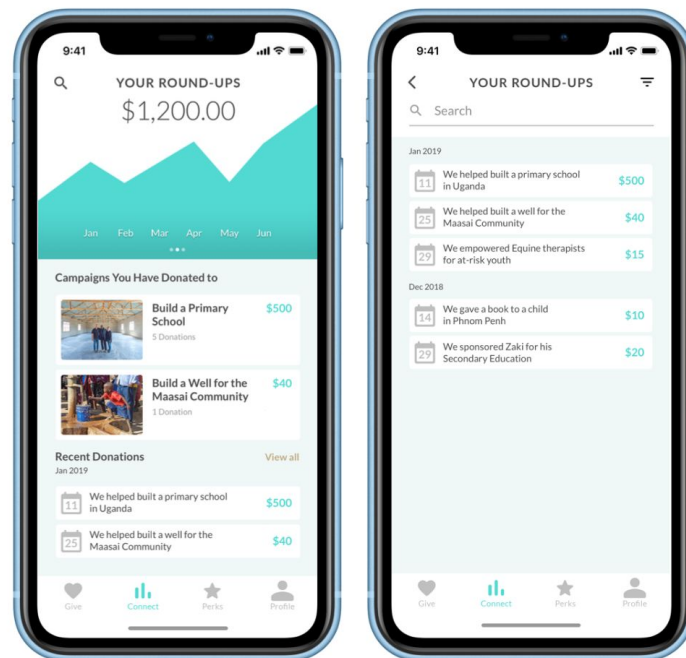 9:41
YOUR ROUND-UPS
$1,200.00
Jan Feb Mar Apr May Jun
Campaigns You Have Donated to
Build a Primary
School
$500
5 Donations
Build a Well for the
Maasai Community
$40
1 Donation
Recent Donations
View all
Jan 2019
11
We helped built a primary school
in Uganda
$500
25
We helped built a well for the
Maasai Community
$40
Give Connect Perks Profile
9:41
YOUR ROUND-UPS
Search
Jan 2019
11
We helped built a primary school
in Uganda
$500
25
We helped built a well for the
Maasai Community
$40
29
We empowered Equine therapists
for at-risk youth
$15
Dec 2018
14
We gave a book to a child
in Phnom Penh
$10
29
We sponsored Zaki for his
Secondary Education
$20
Give Connect Perks Profile